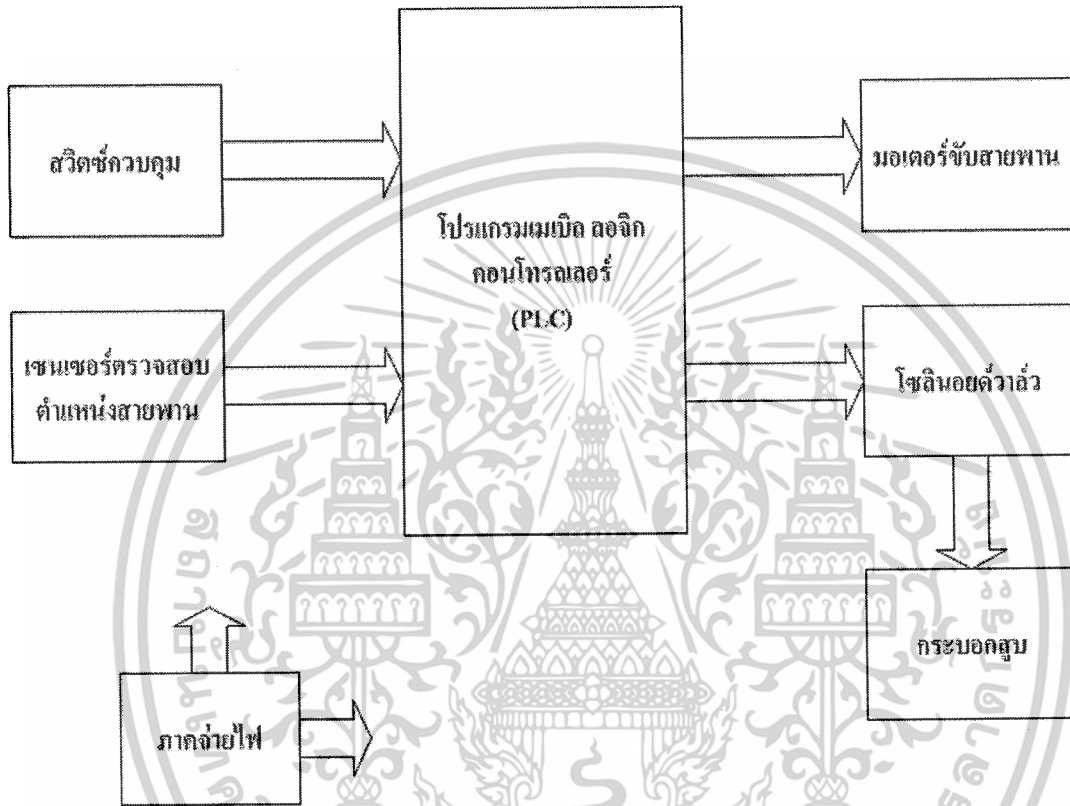 สวิตซ์ควบคุม
โปรแกรมเมเบิล ลอจิก
คอนโทรลเลอร์
(PLC)
มอเตอร์ขับสายพาน
เซนเซอร์ตรวจสอบ
ตำแหน่งสายพาน
โซลินอยด์วาล์ว
กระบอกสูบ
ภาคจ่ายไฟ